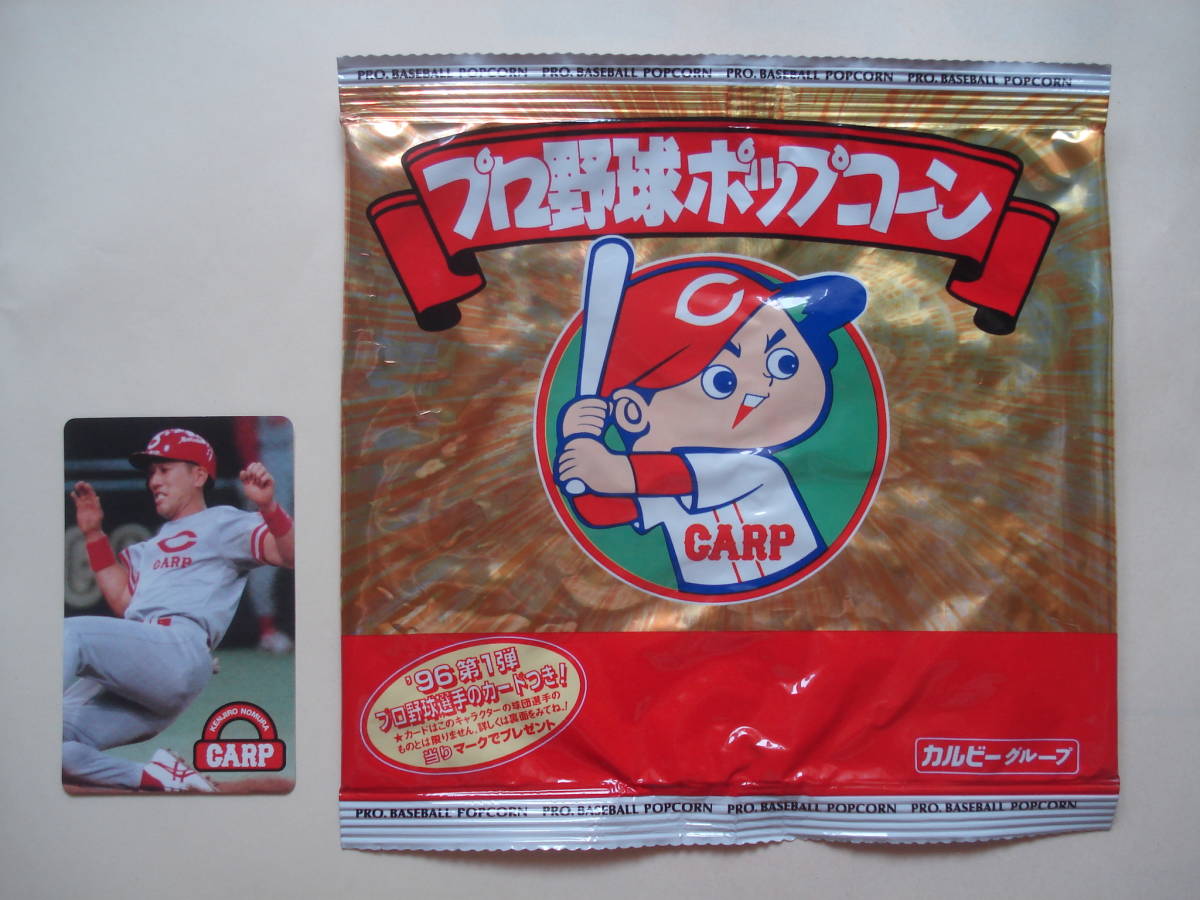 PRO. BASEBALL POPCORN PRO. BASEBALL POPCORN PRO. BASEBALL POPCORN PRO. BASEBALL POPCORN
プロ野球ポップコーン
C
CARP
'96 第1弾
プロ野球選手のカードつき!
★カードはこのキャラクターの球団選手の
ものとは限りません。詳しくは裏面をみてね。!
当りマークでプレゼント
カルビーグループ
PRO. BASEBALL POPCORN PRO. BASEBALL POPCORN PRO. BASEBALL POPCORN PRO. BASEBALL POPCORN
C
C
CARP
KENJIRO NOMURA
CARP